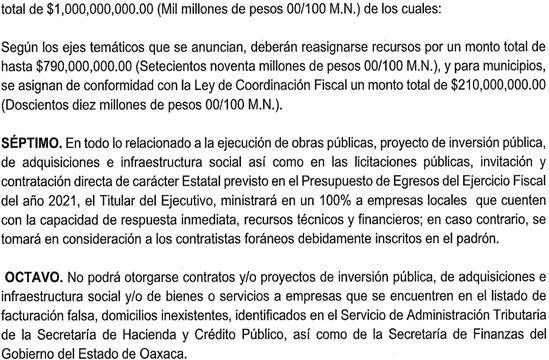 total de $1,000,000,000.00 (Mil millones de pesos 00/100 M.N.) de los cuales:
Según los ejes temáticos que se anuncian, deberán reasignarse recursos por un monto total de
hasta $790,000,000.00 (Setecientos noventa millones de pesos 00/100 M.N.), y para municipios,
se asignan de conformidad con la Ley de Coordinación Fiscal un monto total de $210,000,000.00
(Doscientos diez millones de pesos 00/100 M.N.).
SÉPTIMO. En todo lo relacionado a la ejecución de obras públicas, proyecto de inversión pública,
de adquisiciones e infraestructura social así como en las licitaciones públicas, invitación y
contratación directa de carácter Estatal previsto en el Presupuesto de Egresos del Ejercicio Fiscal
del año 2021, el Titular del Ejecutivo, ministrará en un 100% a empresas locales que cuenten
con la capacidad de respuesta inmediata, recursos técnicos y financieros; en caso contrario, se
tomará en consideración a los contratistas foráneos debidamente inscritos en el padrón.
OCTAVO. No podrá otorgarse contratos y/o proyectos de inversión pública, de adquisiciones e
infraestructura social y/o de bienes o servicios a empresas que se encuentren en el listado de
facturación falsa, domicilios inexistentes, identificados en el Servicio de Administración Tributaria
de la Secretaría de Hacienda y Crédito Público, así como de la Secretaría de Finanzas del
Gobierno del Estado de Oaxaca.